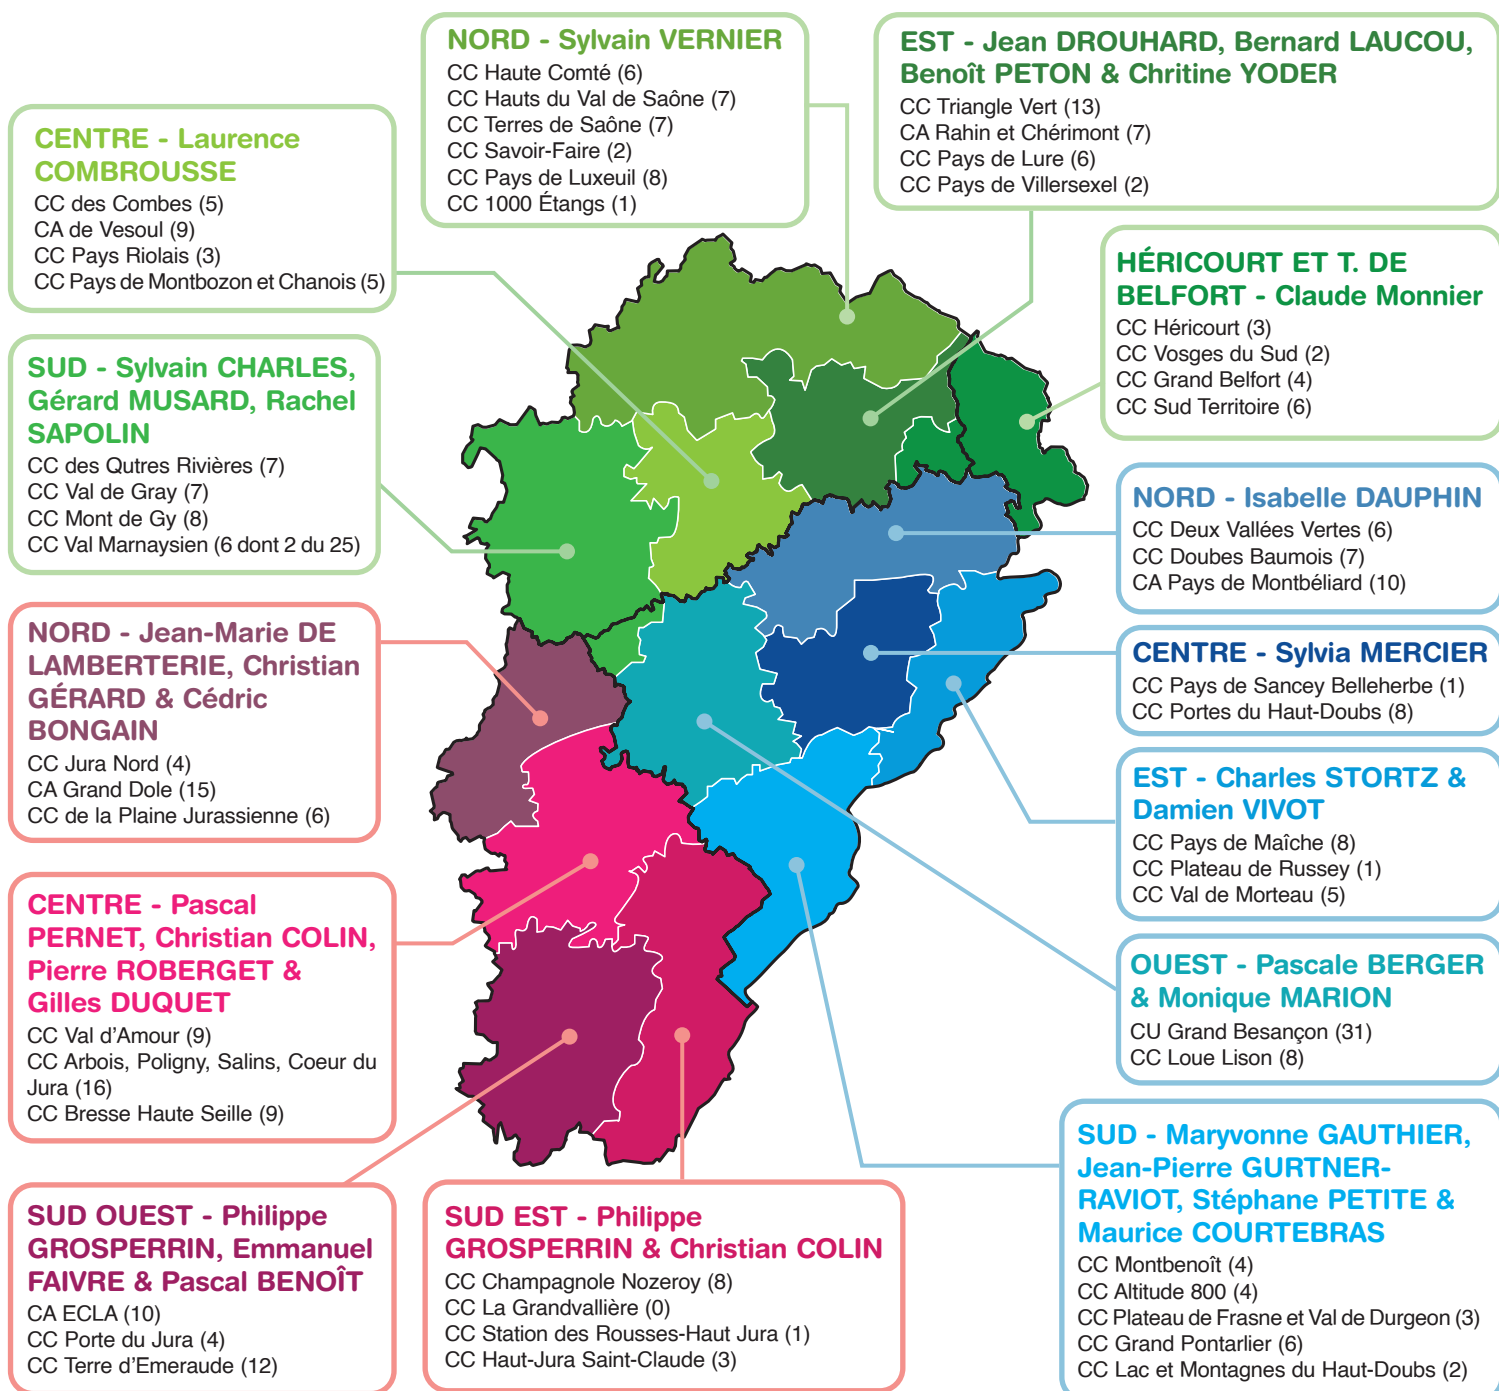 NORD - Sylvain VERNIER
CC Haute Comté (6)
CC Hauts du Val de Saône (7)
CC Terres de Saône (7)
CC Savoir-Faire (2)
CC Pays de Luxeuil (8)
CC 1000 Étangs (1)
EST - Jean DROUHARD, Bernard LAUCOU,
Benoît PETON & Chritine YODER
CC Triangle Vert (13)
CA Rahin et Chérimont (7)
CC Pays de Lure (6)
CC Pays de Villersexel (2)
CENTRE - Laurence
COMBROUSSE
CC des Combes (5)
CA de Vesoul (9)
CC Pays Riolais (3)
CC Pays de Montbozon et Chanois (5)
HÉRICOURT ET T. DE
BELFORT - Claude Monnier
CC Héricourt (3)
CC Vosges du Sud (2)
CC Grand Belfort (4)
CC Sud Territoire (6)
SUD - Sylvain CHARLES,
Gérard MUSARD, Rachel
SAPOLIN
CC des Qutres Rivières (7)
CC Val de Gray (7)
CC Mont de Gy (8)
CC Val Marnaysien (6 dont 2 du 25)
NORD - Isabelle DAUPHIN
CC Deux Vallées Vertes (6)
CC Doubes Baumois (7)
CA Pays de Montbéliard (10)
NORD - Jean-Marie DE
LAMBERTERIE, Christian
GÉRARD & Cédric
BONGAIN
CC Jura Nord (4)
CA Grand Dole (15)
CC de la Plaine Jurassienne (6)
CENTRE - Sylvia MERCIER
CC Pays de Sancey Belleherbe (1)
CC Portes du Haut-Doubs (8)
EST - Charles STORTZ &
Damien VIVOT
CC Pays de Maîche (8)
CC Plateau de Russey (1)
CC Val de Morteau (5)
CENTRE - Pascal
PERNET, Christian COLIN,
Pierre ROBERGET &
Gilles DUQUET
CC Val d'Amour (9)
CC Arbois, Poligny, Salins, Coeur du
Jura (16)
CC Bresse Haute Seille (9)
OUEST - Pascale BERGER
& Monique MARION
CU Grand Besançon (31)
CC Loue Lison (8)
SUD OUEST - Philippe
GROSPERRIN, Emmanuel
FAIVRE & Pascal BENOÎT
CA ECLA (10)
CC Porte du Jura (4)
CC Terre d'Emeraude (12)
SUD EST - Philippe
GROSPERRIN & Christian COLIN
CC Champagnole Nozeroy (8)
CC La Grandvallière (0)
CC Station des Rousses-Haut Jura (1)
CC Haut-Jura Saint-Claude (3)
SUD - Maryvonne GAUTHIER,
Jean-Pierre GURTNER-
RAVIOT, Stéphane PETITE &
Maurice COURTEBRAS
CC Montbenoît (4)
CC Altitude 800 (4)
CC Plateau de Frasne et Val de Durgeon (3)
CC Grand Pontarlier (6)
CC Lac et Montagnes du Haut-Doubs (2)